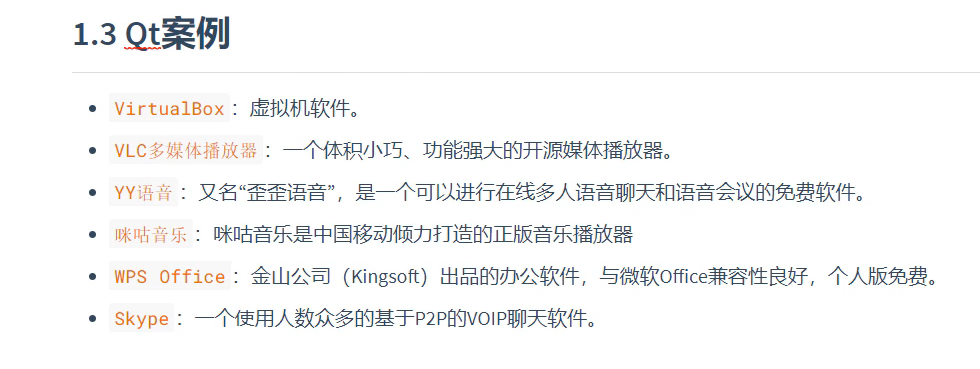 1.3 Qt案例
VirtualBox：虚拟机软件。
VLC多媒体播放器：一个体积小巧、功能强大的开源媒体播放器。
YY语音：又名“歪歪语音”，是一个可以进行在线多人语音聊天和语音会议的免费软件。
咪咕音乐：咪咕音乐是中国移动倾力打造的正版音乐播放器
WPS Office：金山公司（Kingsoft）出品的办公软件，与微软Office兼容性良好，个人版免费。
Skype：一个使用人数众多的基于P2P的VOIP聊天软件。